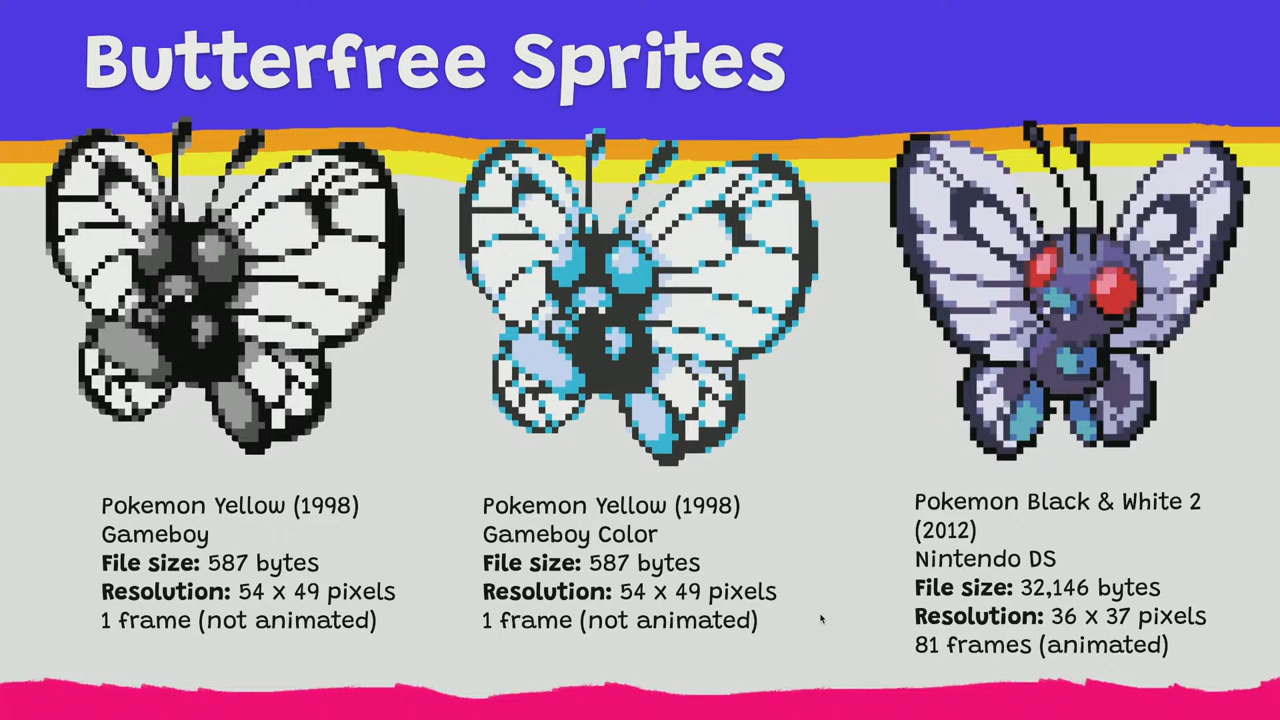 Butterfree Sprites
Pokemon Yellow (1998)
Gameboy
File size: 587 bytes
Resolution: 54 x 49 pixels
1 frame (not animated)
Pokemon Yellow (1998)
Gameboy Color
File size: 587 bytes
Resolution: 54 x 49 pixels
1 frame (not animated)
Pokemon Black & White 2
(2012)
Nintendo DS
File size: 32,146 bytes
Resolution: 36 x 37 pixels
81 frames (animated)